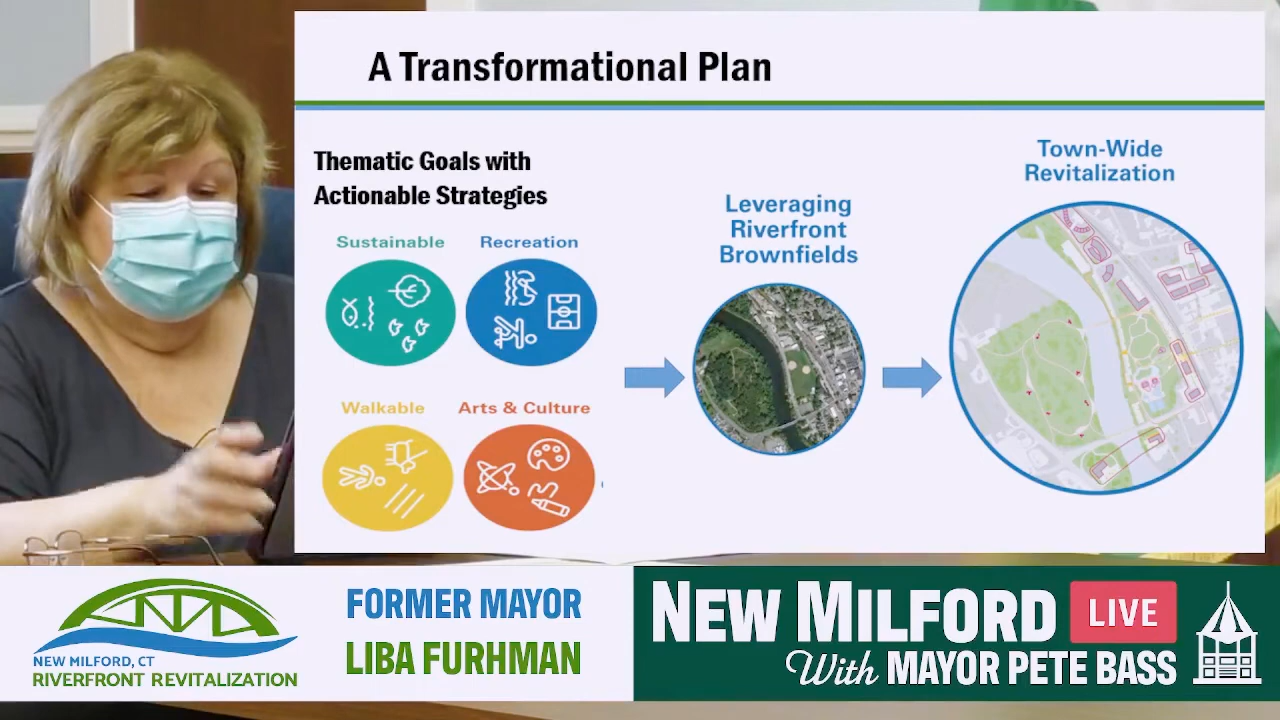 A Transformational Plan
Thematic Goals with
Actionable Strategies
Sustainable
Recreation
Walkable
Arts & Culture
Leveraging
Riverfront
Brownfields
Town-Wide
Revitalization
NEW MILFORD, CT
RIVERFRONT REVITALIZATION
FORMER MAYOR
LIBA FURHMAN
NEW MILFORD LIVE
With MAYOR PETE BASS